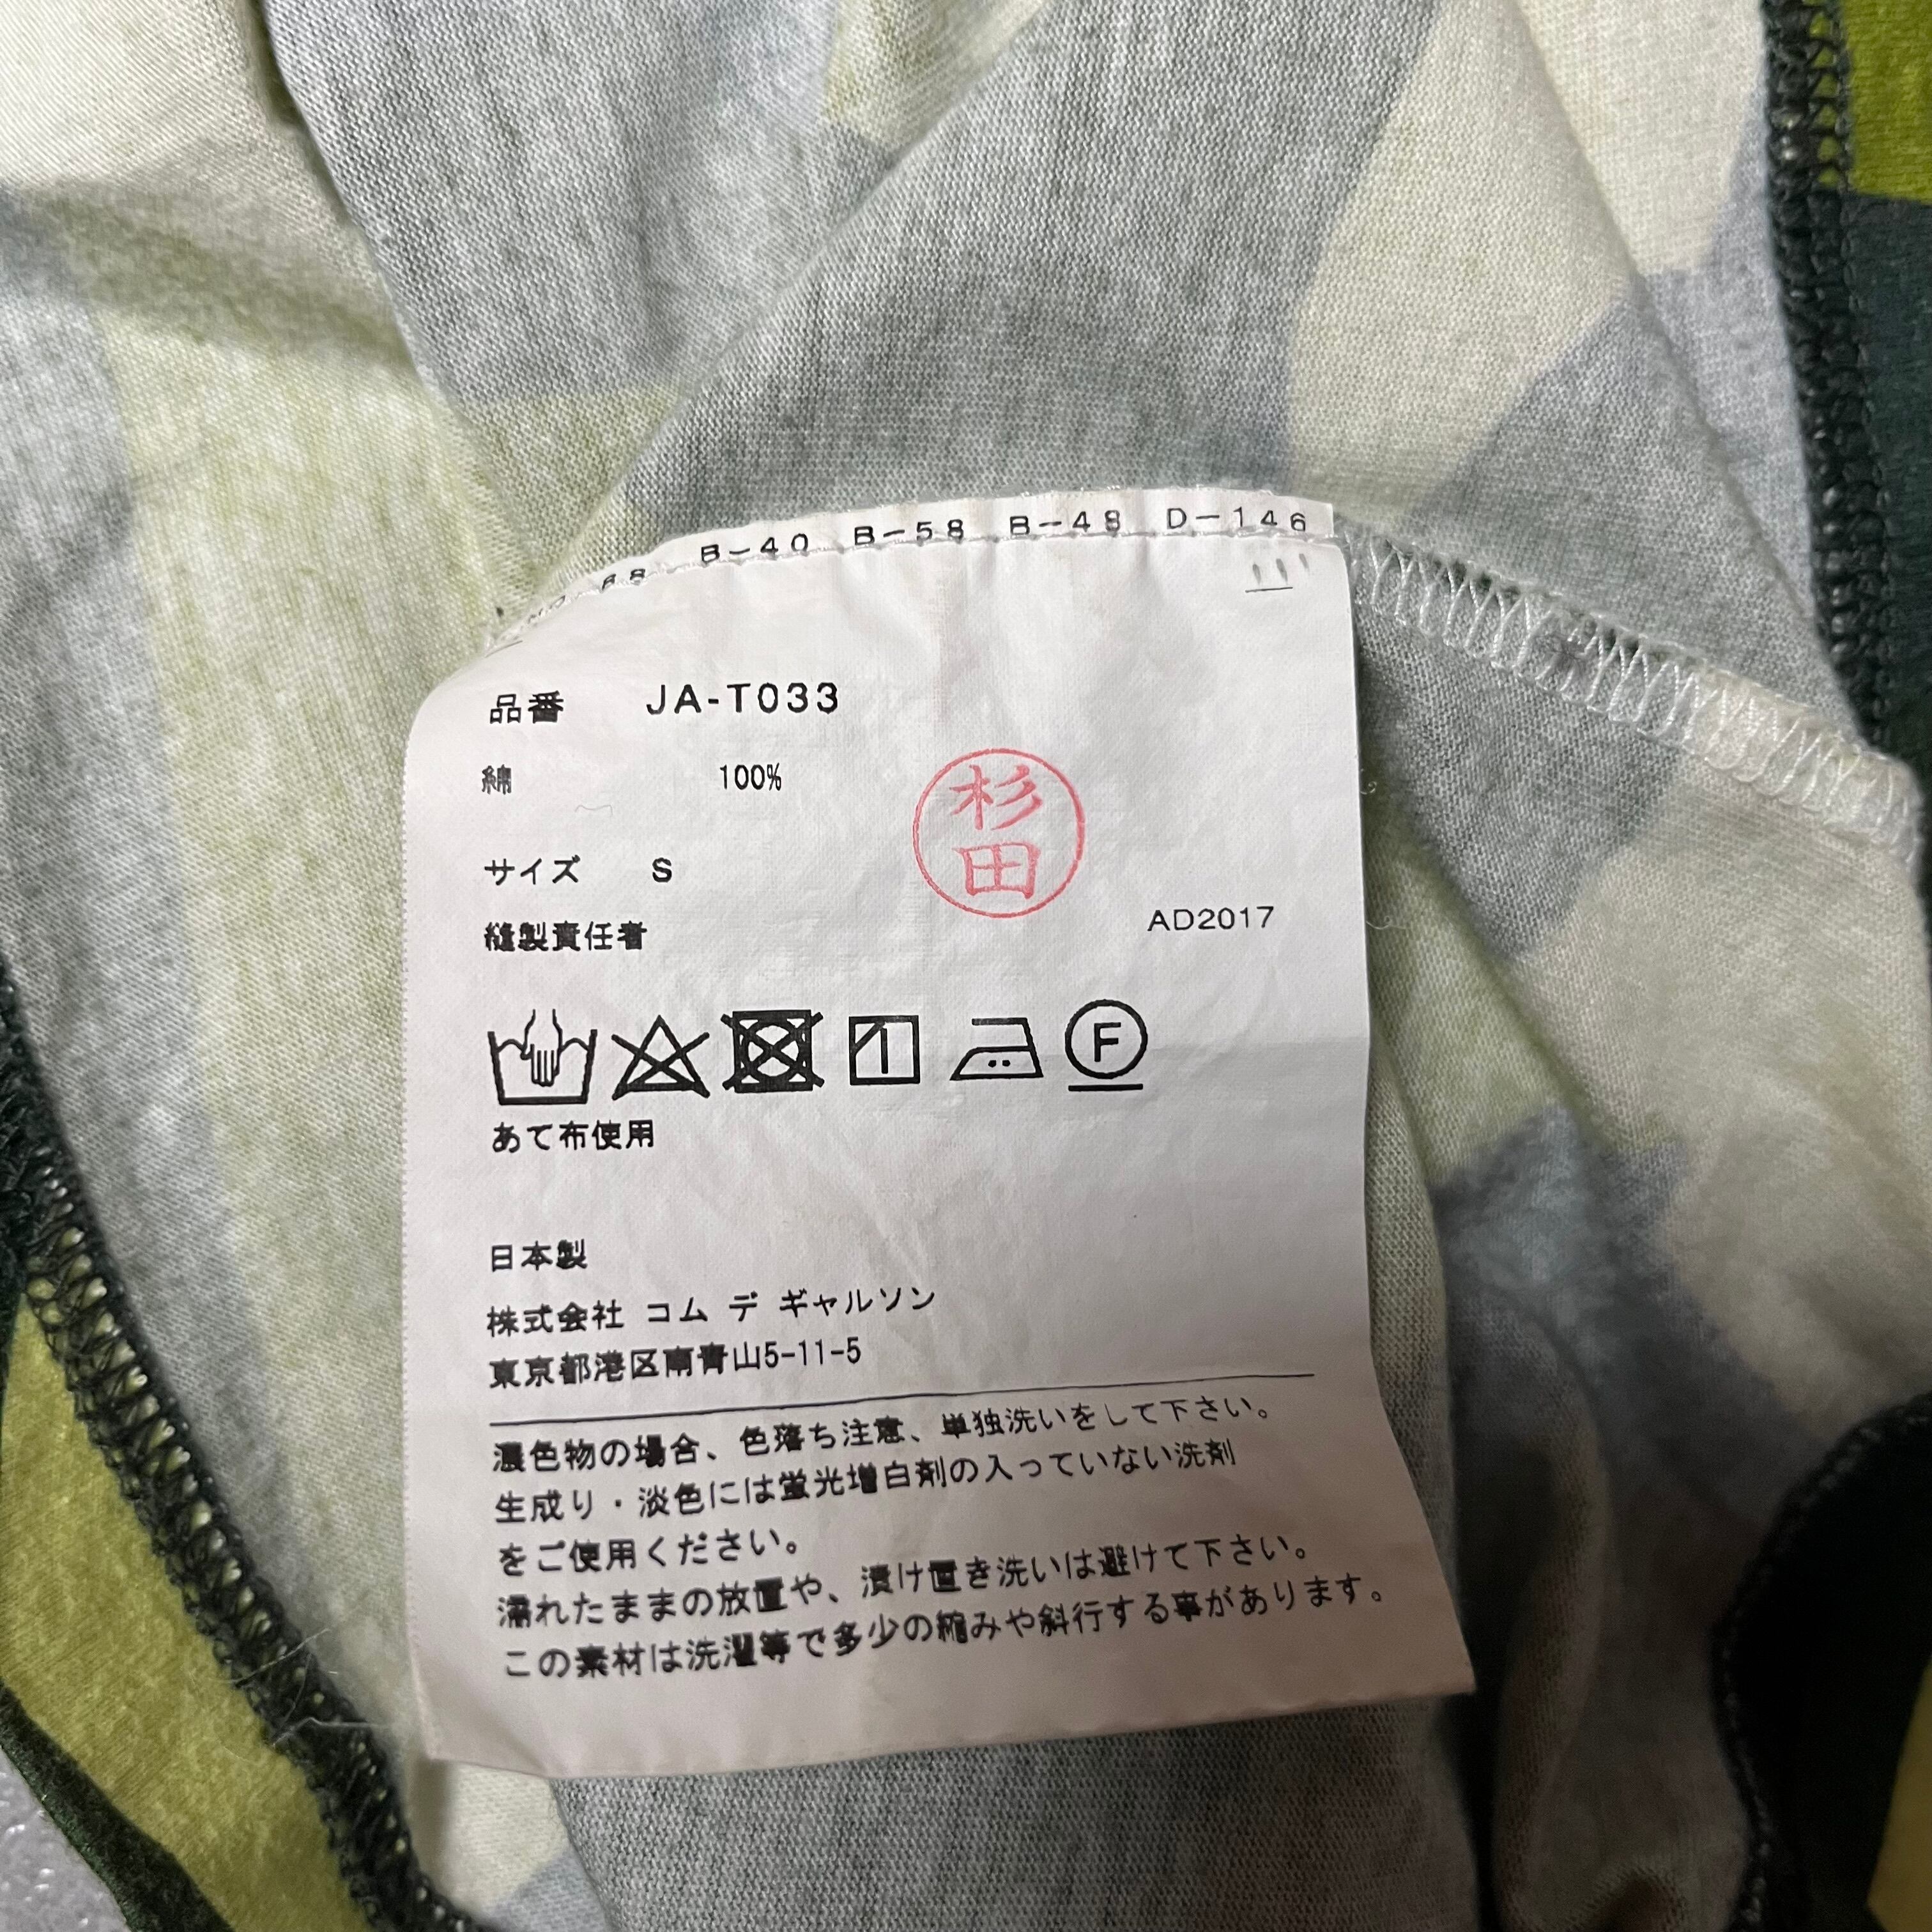 B-40 B-58 B-48 D-146
品番 JA-T033
綿 100%
杉田
サイズ S
縫製責任者
AD2017
F
あて布使用
日本製
株式会社 コム デ ギャルソン
東京都港区南青山5-11-5
濃色物の場合、色落ち注意、単独洗いをして下さい。
生成り・淡色には蛍光増白剤の入っていない洗剤
をご使用ください。
濡れたままの放置や、漬け置き洗いは避けて下さい。
この素材は洗濯等で多少の縮みや斜行する事があります。